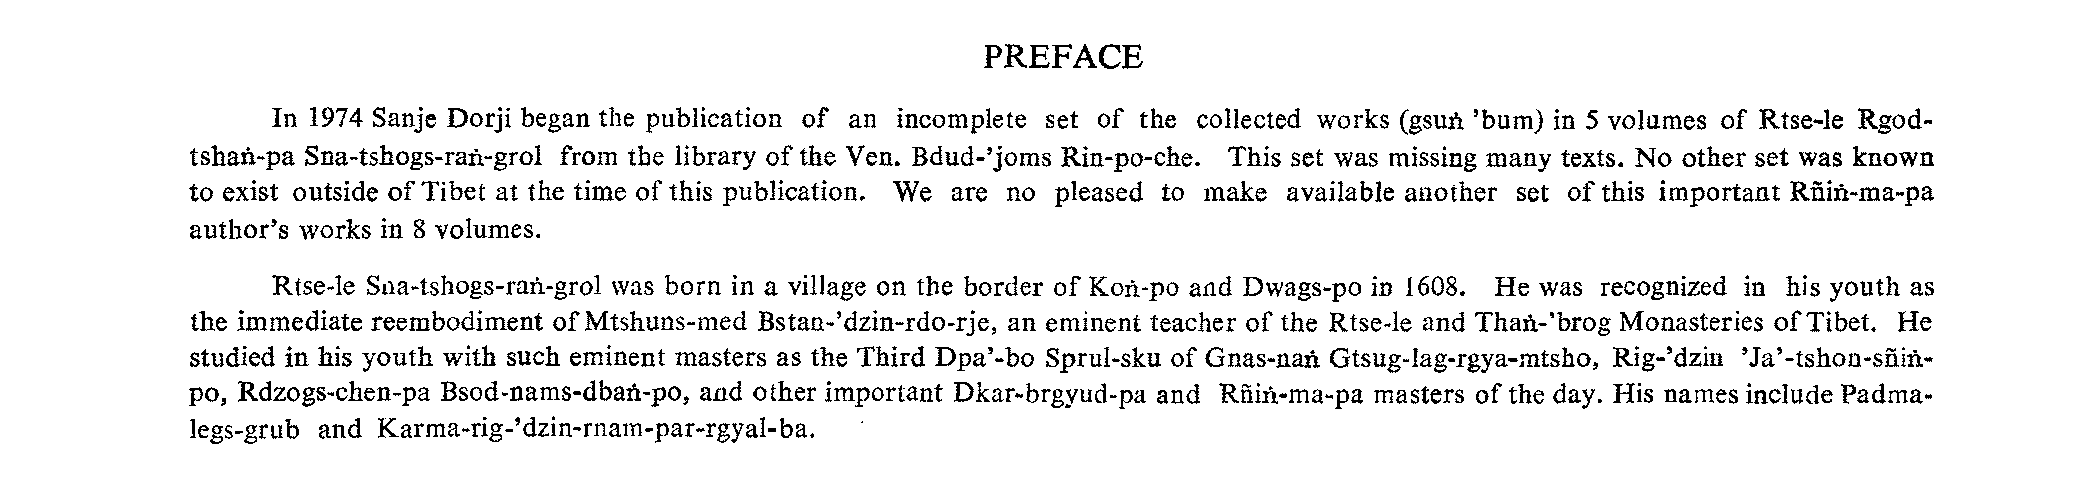 PREFACE
In 1974 Sanje Dorji began the publication of an incomplete set of the collected works (gsuṅ ’bum) in 5 volumes of Rtse-le Rgod-
tshaṅ-pa Sna-tshogs-raṅ-grol from the library of the Ven. Bdud-’joms Rin-po-che. This set was missing many texts. No other set was known
to exist outside of Tibet at the time of this publication. We are no pleased to make available another set of this important Rñiṅ-ma-pa
author’s works in 8 volumes.
Rtse-le Sna-tshogs-raṅ-grol was born in a village on the border of Koṅ-po and Dwags-po in 1608. He was recognized in his youth as
the immediate reembodiment of Mtshuns-med Bstan-’dzin-rdo-rje, an eminent teacher of the Rtse-le and Thaṅ-’brog Monasteries of Tibet. He
studied in his youth with such eminent masters as the Third Dpa’-bo Sprul-sku of Gnas-naṅ Gtsug-lag-rgya-mtsho, Rig-’dzin ’Ja’-tshon-sñiṅ-
po, Rdzogs-chen-pa Bsod-nams-dbaṅ-po, and other important Dkar-brgyud-pa and Rñiṅ-ma-pa masters of the day. His names include Padma-
legs-grub and Karma-rig-’dzin-rnam-par-rgyal-ba.